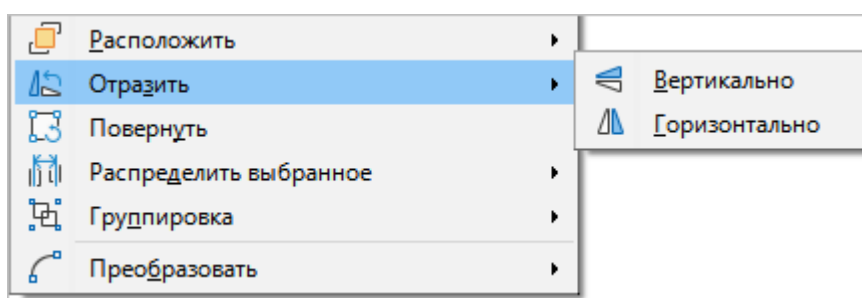 Расположить
Отразить
Вертикально
Горизонтально
Повернуть
Распределить выбранное
Группировка
Преобразовать